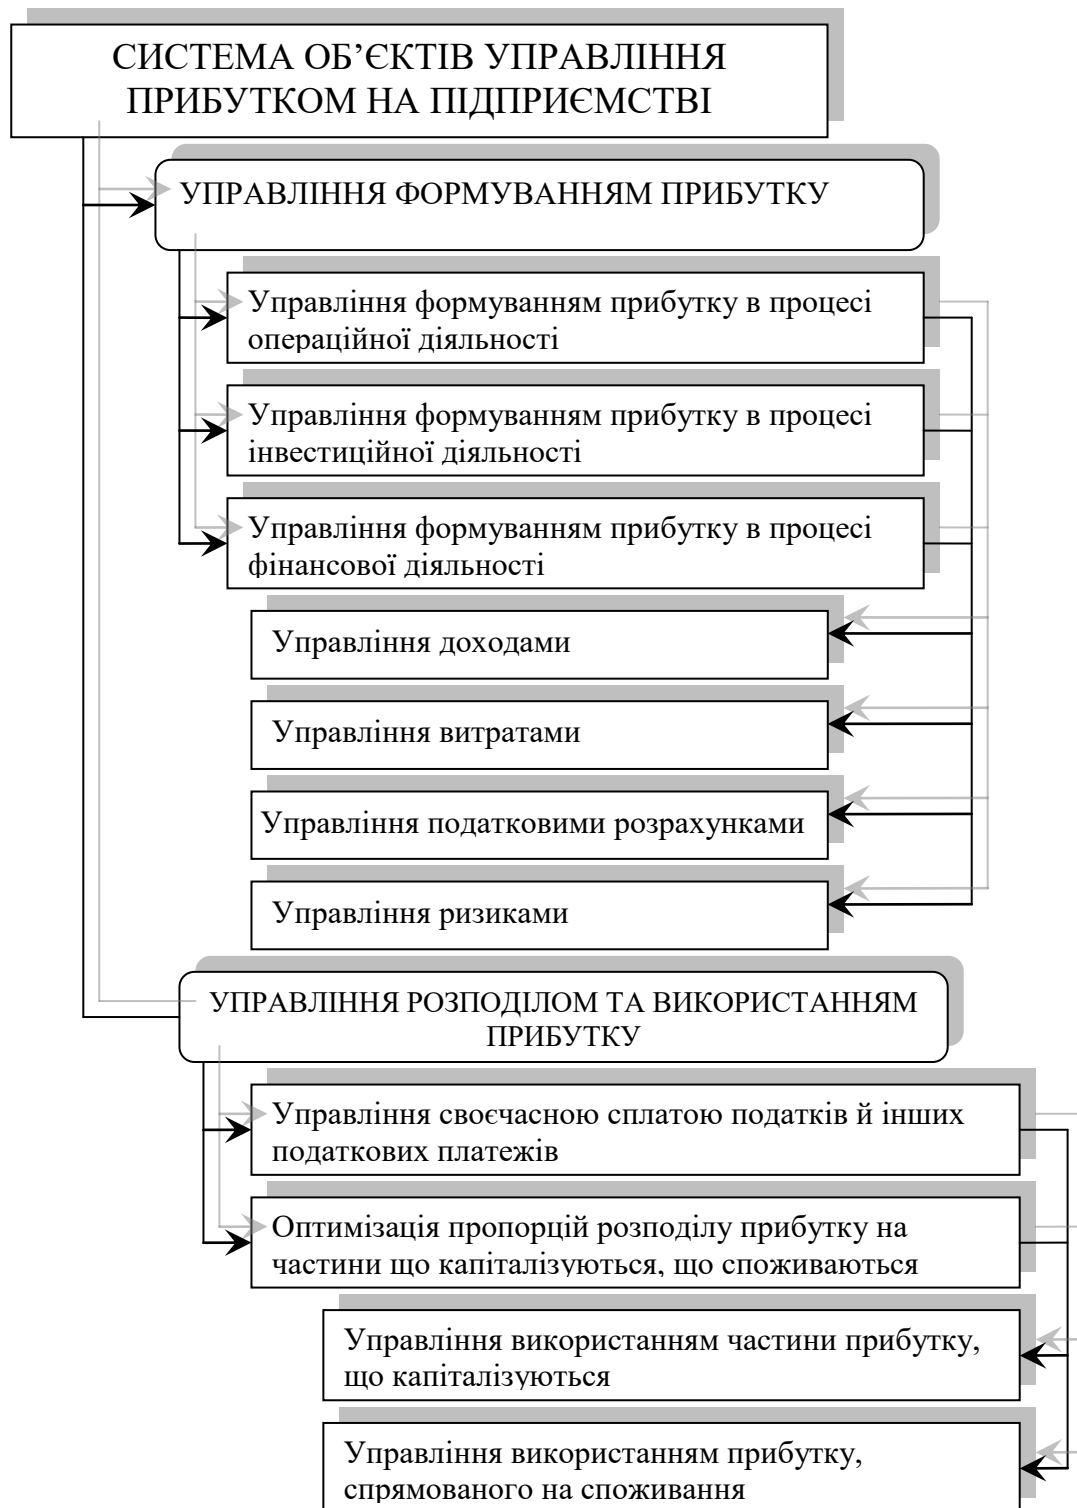 СИСТЕМА ОБ’ЄКТІВ УПРАВЛІННЯ
ПРИБУТКОМ НА ПІДПРИЄМСТВІ
УПРАВЛІННЯ ФОРМУВАННЯМ ПРИБУТКУ
Управління формуванням прибутку в процесі
операційної діяльності
Управління формуванням прибутку в процесі
інвестиційної діяльності
Управління формуванням прибутку в процесі
фінансової діяльності
Управління доходами
Управління витратами
Управління податковими розрахунками
Управління ризиками
УПРАВЛІННЯ РОЗПОДІЛОМ ТА ВИКОРИСТАННЯМ
ПРИБУТКУ
Управління своєчасною сплатою податків й інших
податкових платежів
Оптимізація пропорцій розподілу прибутку на
частини що капіталізуються, що споживаються
Управління використанням частини прибутку,
що капіталізуються
Управління використанням прибутку,
спрямованого на споживання